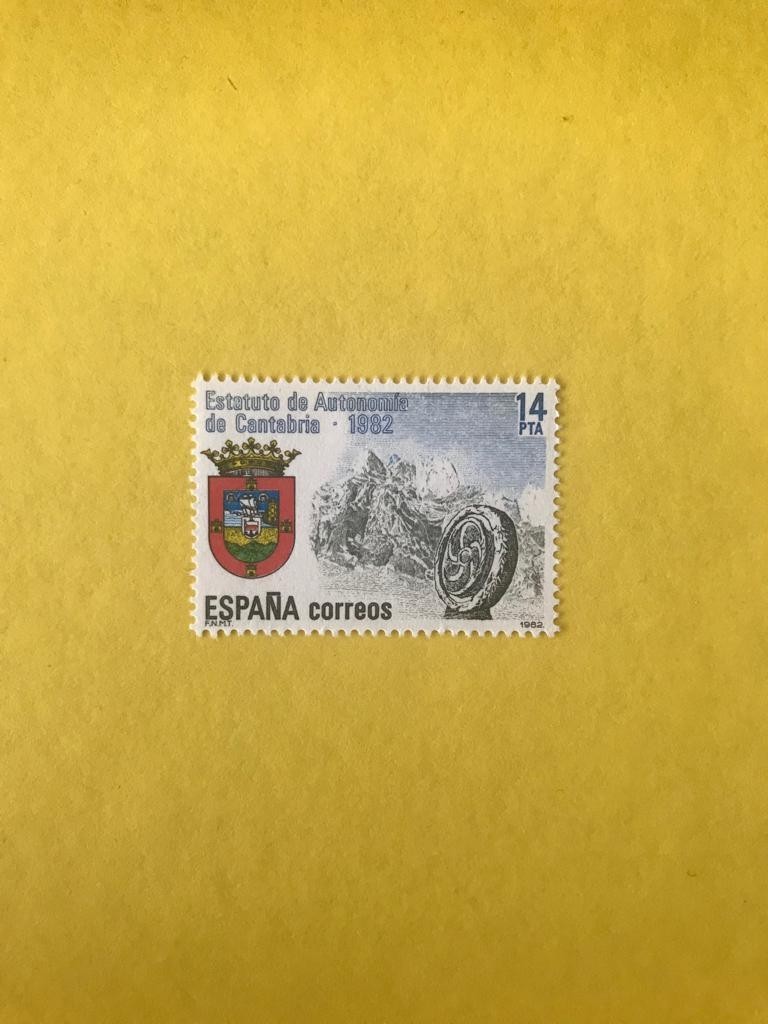 Estatuto de Autonomía
de Cantabria · 1982
14
PTA
ESPAÑA correos
F.N.M.T.
1982.